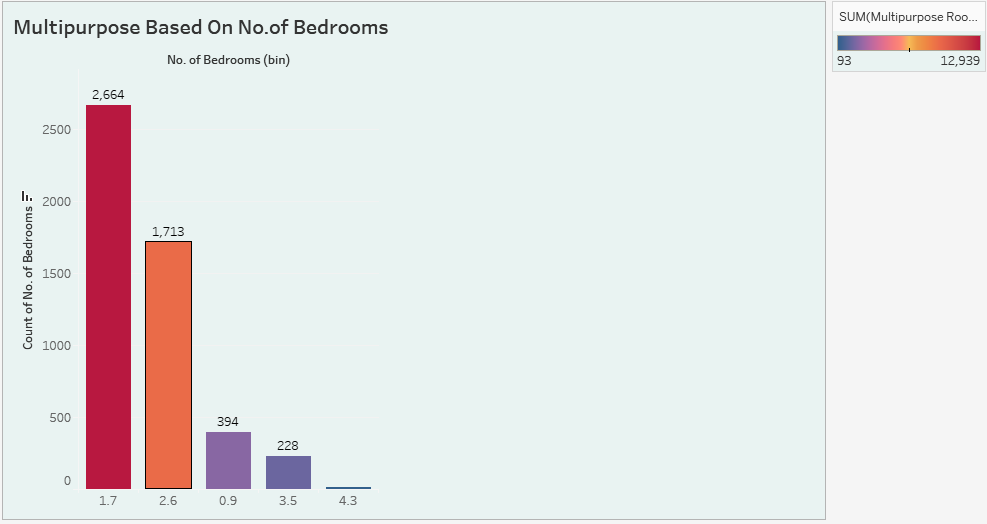 Multipurpose Based On No.of Bedrooms
SUM(Multipurpose Roo...
93 12,939
No. of Bedrooms (bin)
Count of No. of Bedrooms
2500
2000
1500
1000
500
0
2,664
1,713
394
228
1.7 2.6 0.9 3.5 4.3